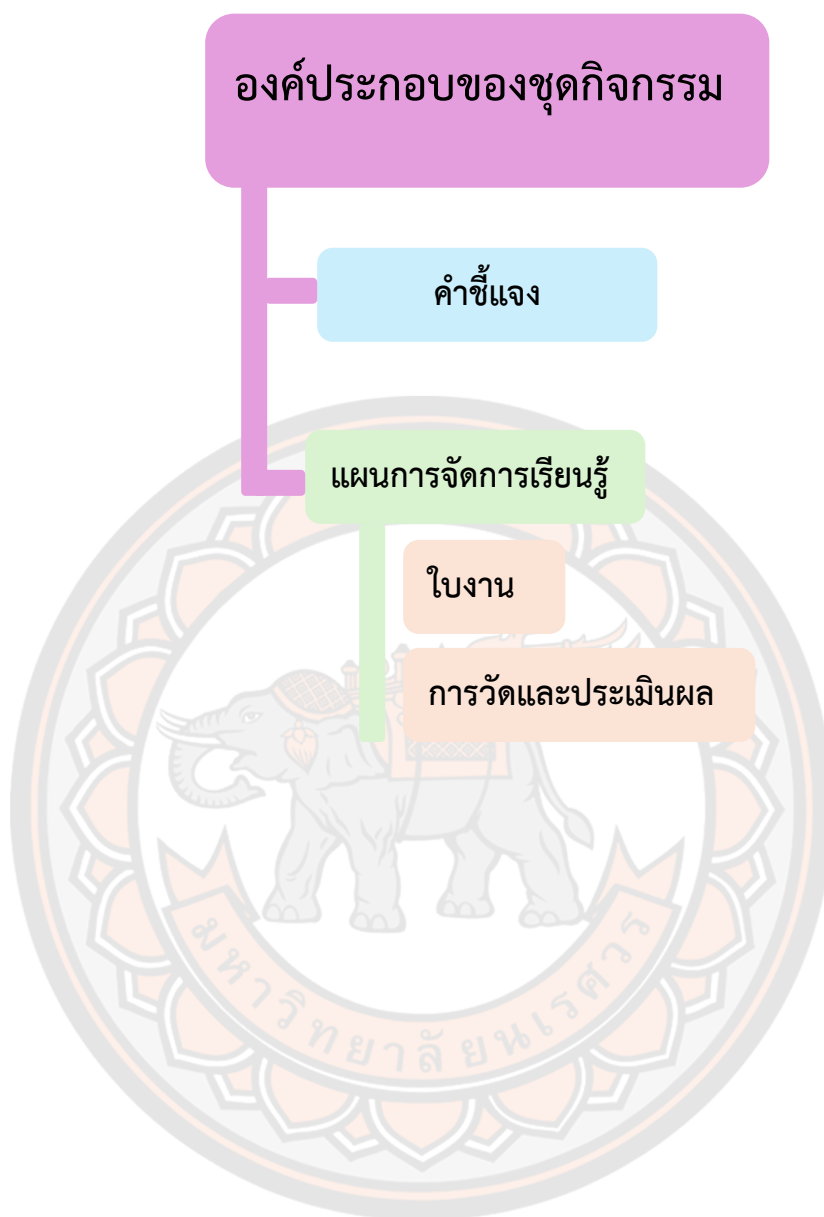 องค์ประกอบของชุดกิจกรรม
คำชี้แจง
แผนการจัดการเรียนรู้
ใบงาน
การวัดและประเมินผล
มหาวิทยาลัยนเรศวร